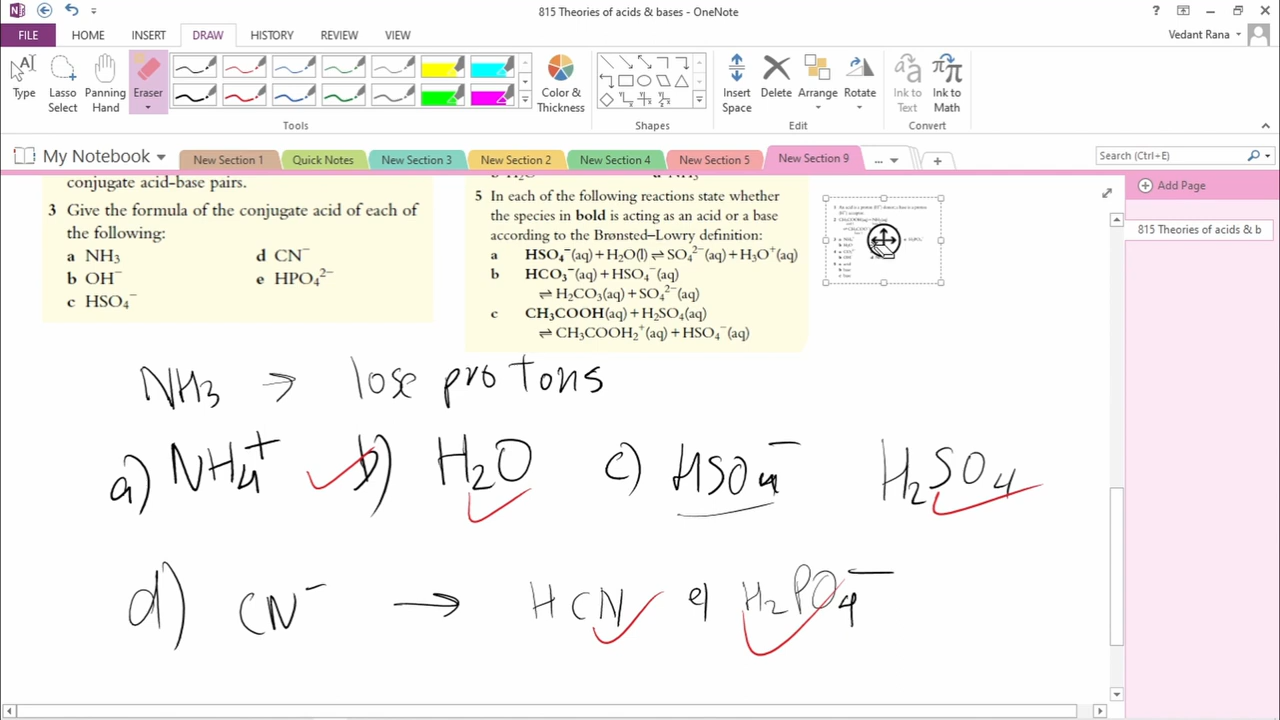 815 Theories of acids & bases - OneNote
FILE HOME INSERT DRAW HISTORY REVIEW VIEW
Vedant Rana
Type
Lasso Select
Panning Hand
Eraser
Color & Thickness
Insert Space
Delete
Arrange
Rotate
Ink to Text
Ink to Math
Tools
Shapes
Edit
Convert
My Notebook
New Section 1
Quick Notes
New Section 3
New Section 2
New Section 4
New Section 5
New Section 9
...
Search (Ctrl+E)
Add Page
815 Theories of acids & b
conjugate acid-base pairs.
3 Give the formula of the conjugate acid of each of
the following:
a NH₃ d CN⁻
b OH⁻ e HPO₄²⁻
c HSO₄⁻
5 In each of the following reactions state whether
the species in bold is acting as an acid or a base
according to the Brønsted–Lowry definition:
a HSO₄⁻(aq) + H₂O(l) ⇌ SO₄²⁻(aq) + H₃O⁺(aq)
b HCO₃⁻(aq) + HSO₄⁻(aq)
⇌ H₂CO₃(aq) + SO₄²⁻(aq)
c CH₃COOH(aq) + H₂SO₄(aq)
⇌ CH₃COOH₂⁺(aq) + HSO₄⁻(aq)
NH3 → lose protons
a) NH4⁺ b) H2O c) HSO4⁻ H2SO4
d) CN⁻ → HCN e) H2PO4⁻